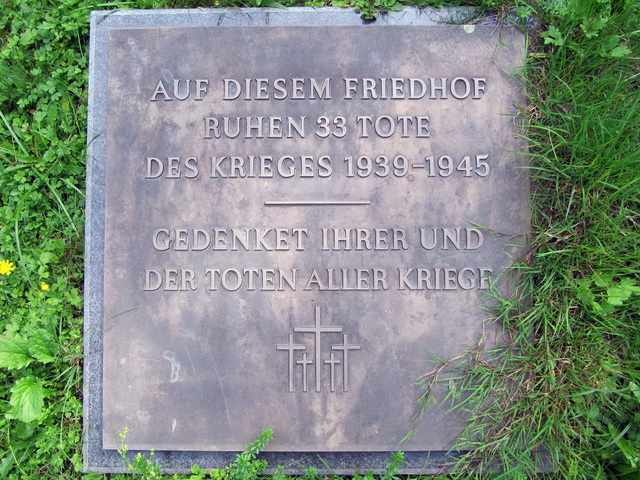 AUF DIESEM FRIEDHOF
RUHEN 33 TOTE
DES KRIEGES 1939-1945
GEDENKET IHRER UND
DER TOTEN ALLER KRIEGE